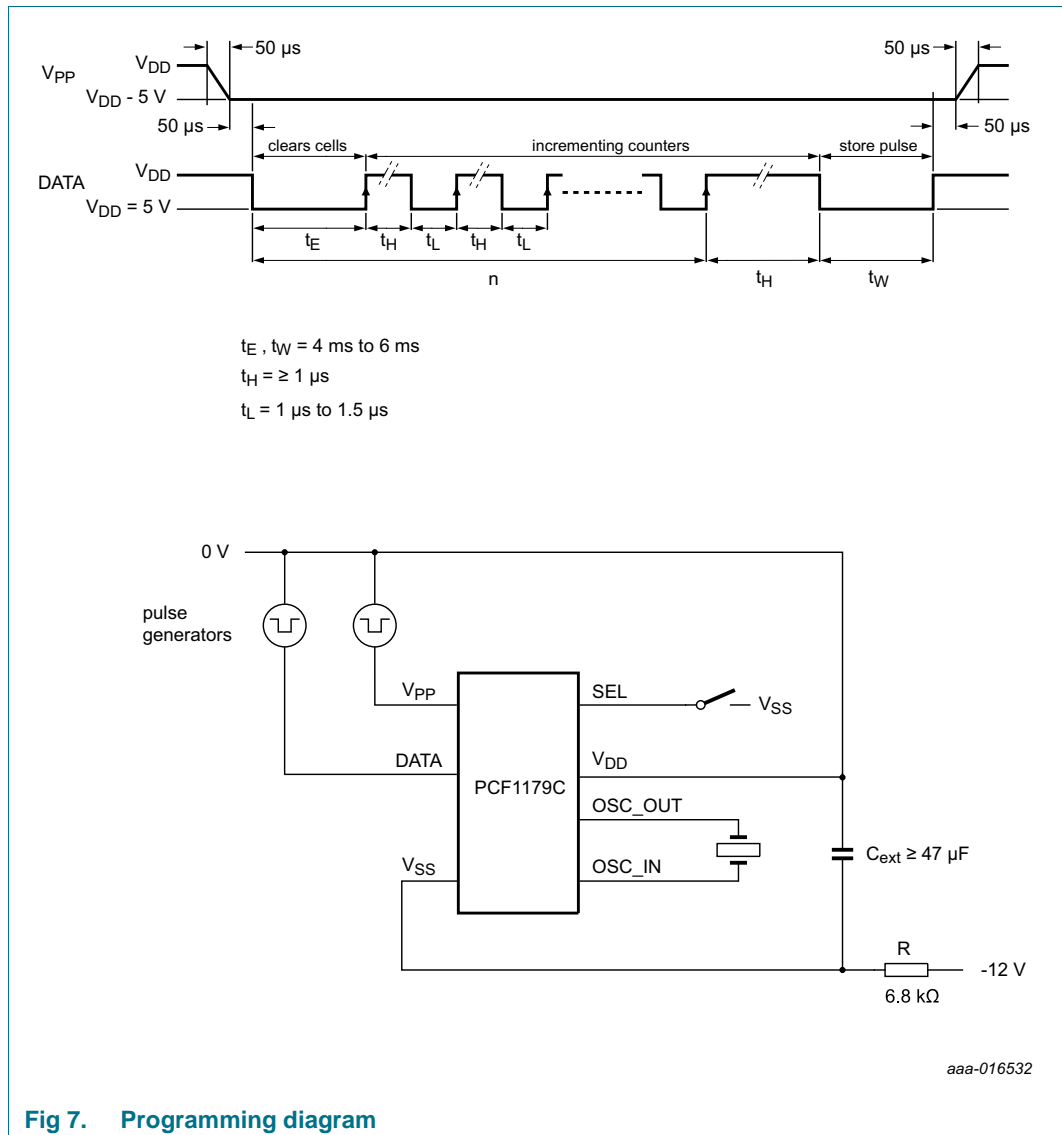 50 µs
50 µs
V_PP
V_DD
V_DD - 5 V
50 µs
50 µs
clears cells
incrementing counters
store pulse
DATA
V_DD
V_DD = 5 V
t_E t_H t_L t_H t_L
n
t_H
t_W
t_E , t_W = 4 ms to 6 ms
t_H = ≥ 1 µs
t_L = 1 µs to 1.5 µs
0 V
pulse
generators
V_PP
SEL
V_SS
DATA
V_DD
PCF1179C
OSC_OUT
V_SS
OSC_IN
C_ext ≥ 47 µF
R
-12 V
6.8 kΩ
aaa-016532
Fig 7. Programming diagram